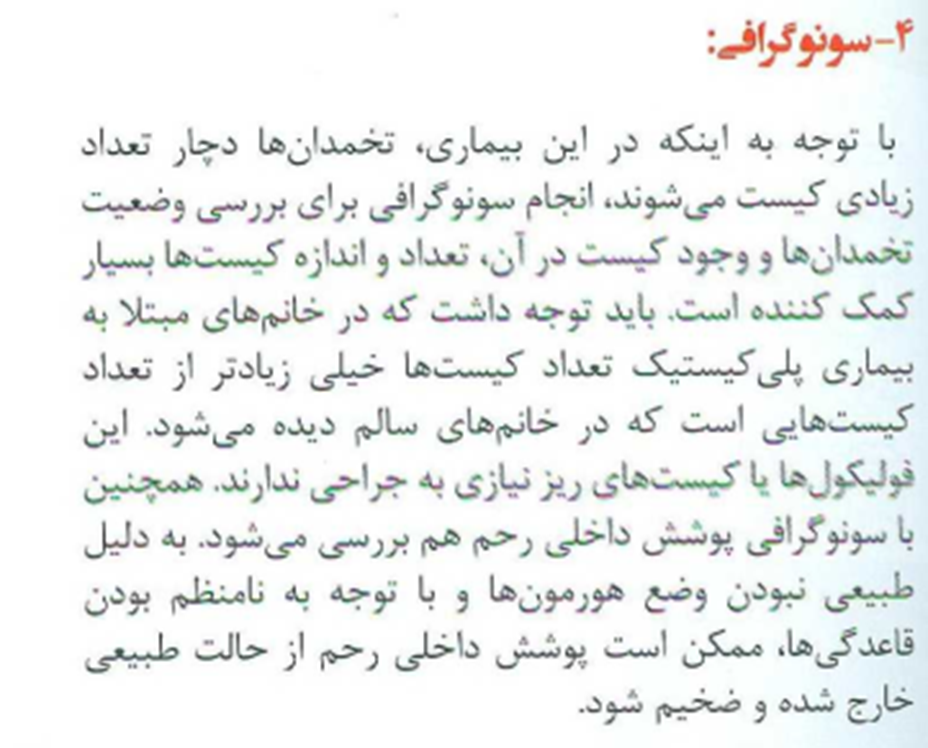 ۴-سونوگرافی:
با توجه به اینکه در این بیماری، تخمدان‌ها دچار تعداد
زیادی کیست می‌شوند، انجام سونوگرافی برای بررسی وضعیت
تخمدان‌ها و وجود کیست در آن، تعداد و اندازه کیست‌ها بسیار
کمک کننده است. باید توجه داشت که در خانم‌های مبتلا به
بیماری پلی‌کیستیک تعداد کیست‌ها خیلی زیادتر از تعداد
کیست‌هایی است که در خانم‌های سالم دیده می‌شود. این
فولیکول‌ها یا کیست‌های ریز نیازی به جراحی ندارند. همچنین
با سونوگرافی پوشش داخلی رحم هم بررسی می‌شود. به دلیل
طبیعی نبودن وضع هورمون‌ها و با توجه به نامنظم بودن
قاعدگی‌ها، ممکن است پوشش داخلی رحم از حالت طبیعی
خارج شده و ضخیم شود.